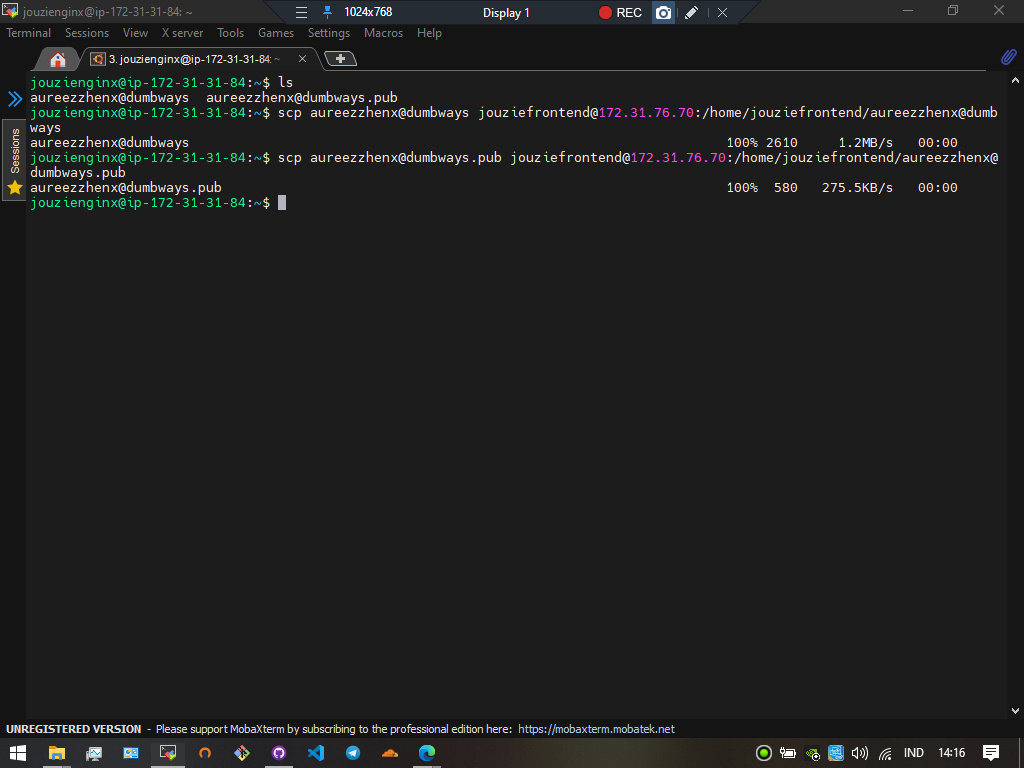 jouzienginx@ip-172-31-31-84: ~
1024x768
Display 1
REC
Terminal Sessions View X server Tools Games Settings Macros Help
3. jouzienginx@ip-172-31-31-84: ~
Sessions
jouzienginx@ip-172-31-31-84:~$ ls
aureezzhenx@dumbways  aureezzhenx@dumbways.pub
jouzienginx@ip-172-31-31-84:~$ scp aureezzhenx@dumbways jouziefrontend@172.31.76.70:/home/jouziefrontend/aureezzhenx@dumb
ways
aureezzhenx@dumbways 100% 2610 1.2MB/s 00:00
jouzienginx@ip-172-31-31-84:~$ scp aureezzhenx@dumbways.pub jouziefrontend@172.31.76.70:/home/jouziefrontend/aureezzhenx@
dumbways.pub
aureezzhenx@dumbways.pub 100% 580 275.5KB/s 00:00
jouzienginx@ip-172-31-31-84:~$
UNREGISTERED VERSION - Please support MobaXterm by subscribing to the professional edition here: https://mobaxterm.mobatek.net
IND 14:16